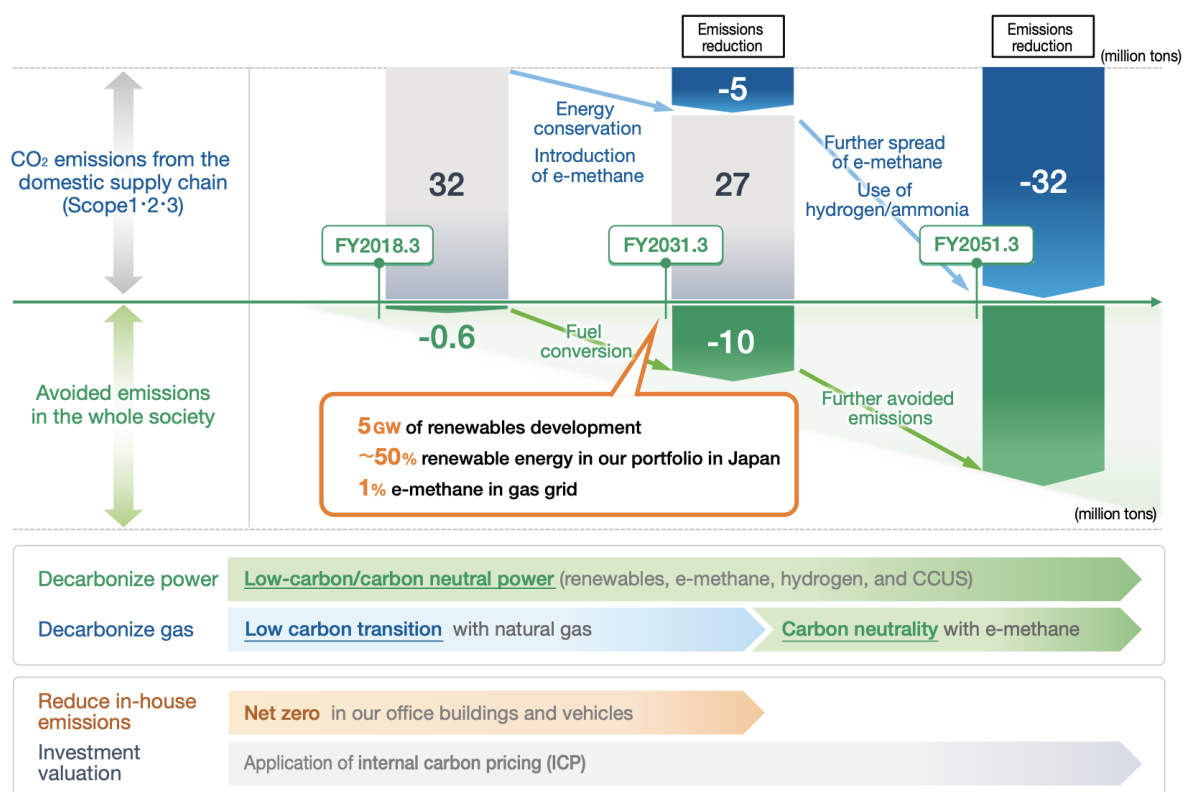 Emissions
reduction
Emissions
reduction
(million tons)
CO₂ emissions from the
domestic supply chain
(Scope1･2･3)
32
-5
27
-32
Energy
conservation
Introduction
of e-methane
Further spread
of e-methane
Use of
hydrogen/ammonia
FY2018.3
FY2031.3
FY2051.3
Avoided emissions
in the whole society
-0.6
Fuel
conversion
-10
Further avoided
emissions
5GW of renewables development
~50% renewable energy in our portfolio in Japan
1% e-methane in gas grid
(million tons)
Decarbonize power
Low-carbon/carbon neutral power (renewables, e-methane, hydrogen, and CCUS)
Decarbonize gas
Low carbon transition with natural gas
Carbon neutrality with e-methane
Reduce in-house
emissions
Net zero in our office buildings and vehicles
Investment
valuation
Application of internal carbon pricing (ICP)